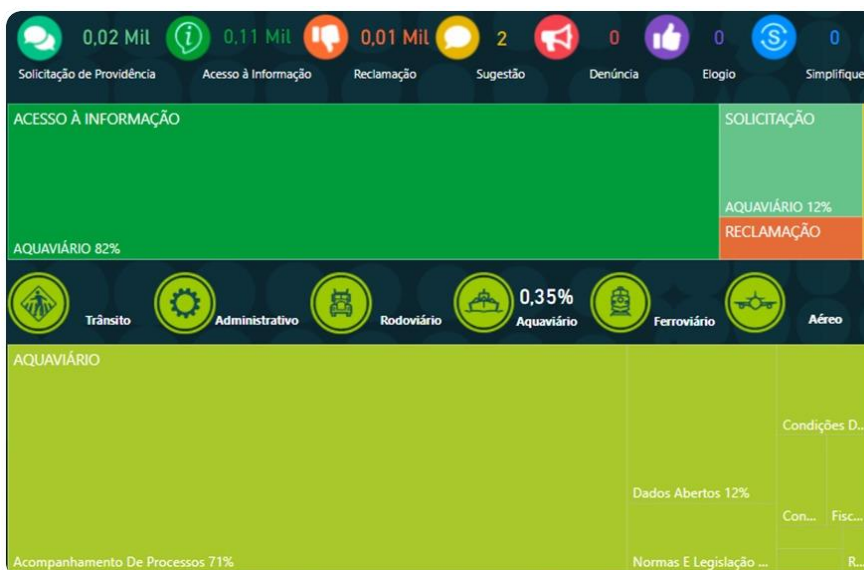 0,02 Mil
0,11 Mil
0,01 Mil
2
0
0
0
Solicitação de Providência
Acesso à Informação
Reclamação
Sugestão
Denúncia
Elogio
Simplifique
ACESSO À INFORMAÇÃO
SOLICITAÇÃO
AQUAVIÁRIO 12%
RECLAMAÇÃO
AQUAVIÁRIO 82%
0,35%
Trânsito
Administrativo
Rodoviário
Aquaviário
Ferroviário
Aéreo
AQUAVIÁRIO
Condições D...
Dados Abertos 12%
Con...
Fisc...
Acompanhamento De Processos 71%
Normas E Legislação ...
R...